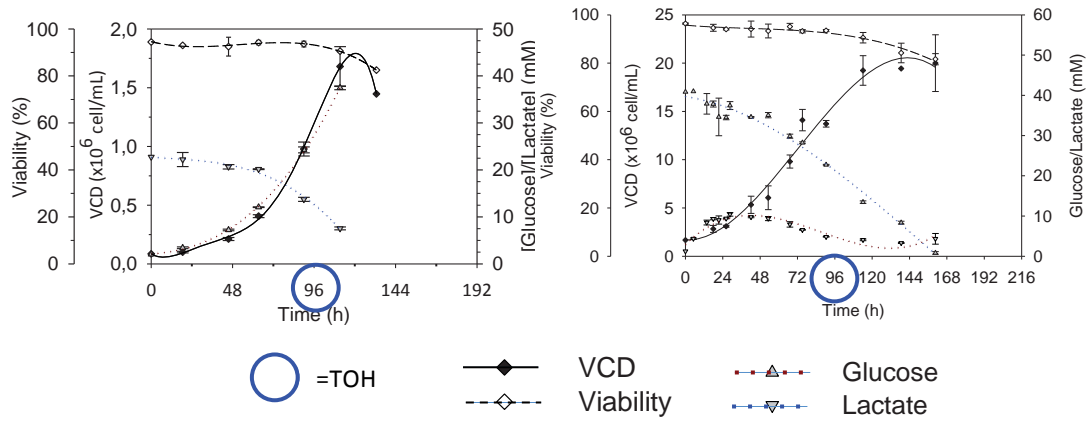 100
80
60
40
20
0
Viability (%)
2,0
1,5
1,0
0,5
0,0
VCD (x10⁶ cell/mL)
0 48 96 144 192
Time (h)
50
40
30
20
10
0
[Glucose]/[Lactate] (mM)
100
80
60
40
20
0
Viability (%)
25
20
15
10
5
0
VCD (x10⁶ cell/mL)
0 24 48 72 96 120 144 168 192 216
Time (h)
60
50
40
30
20
10
0
Glucose/Lactate (mM)
=TOH
VCD
Viability
Glucose
Lactate